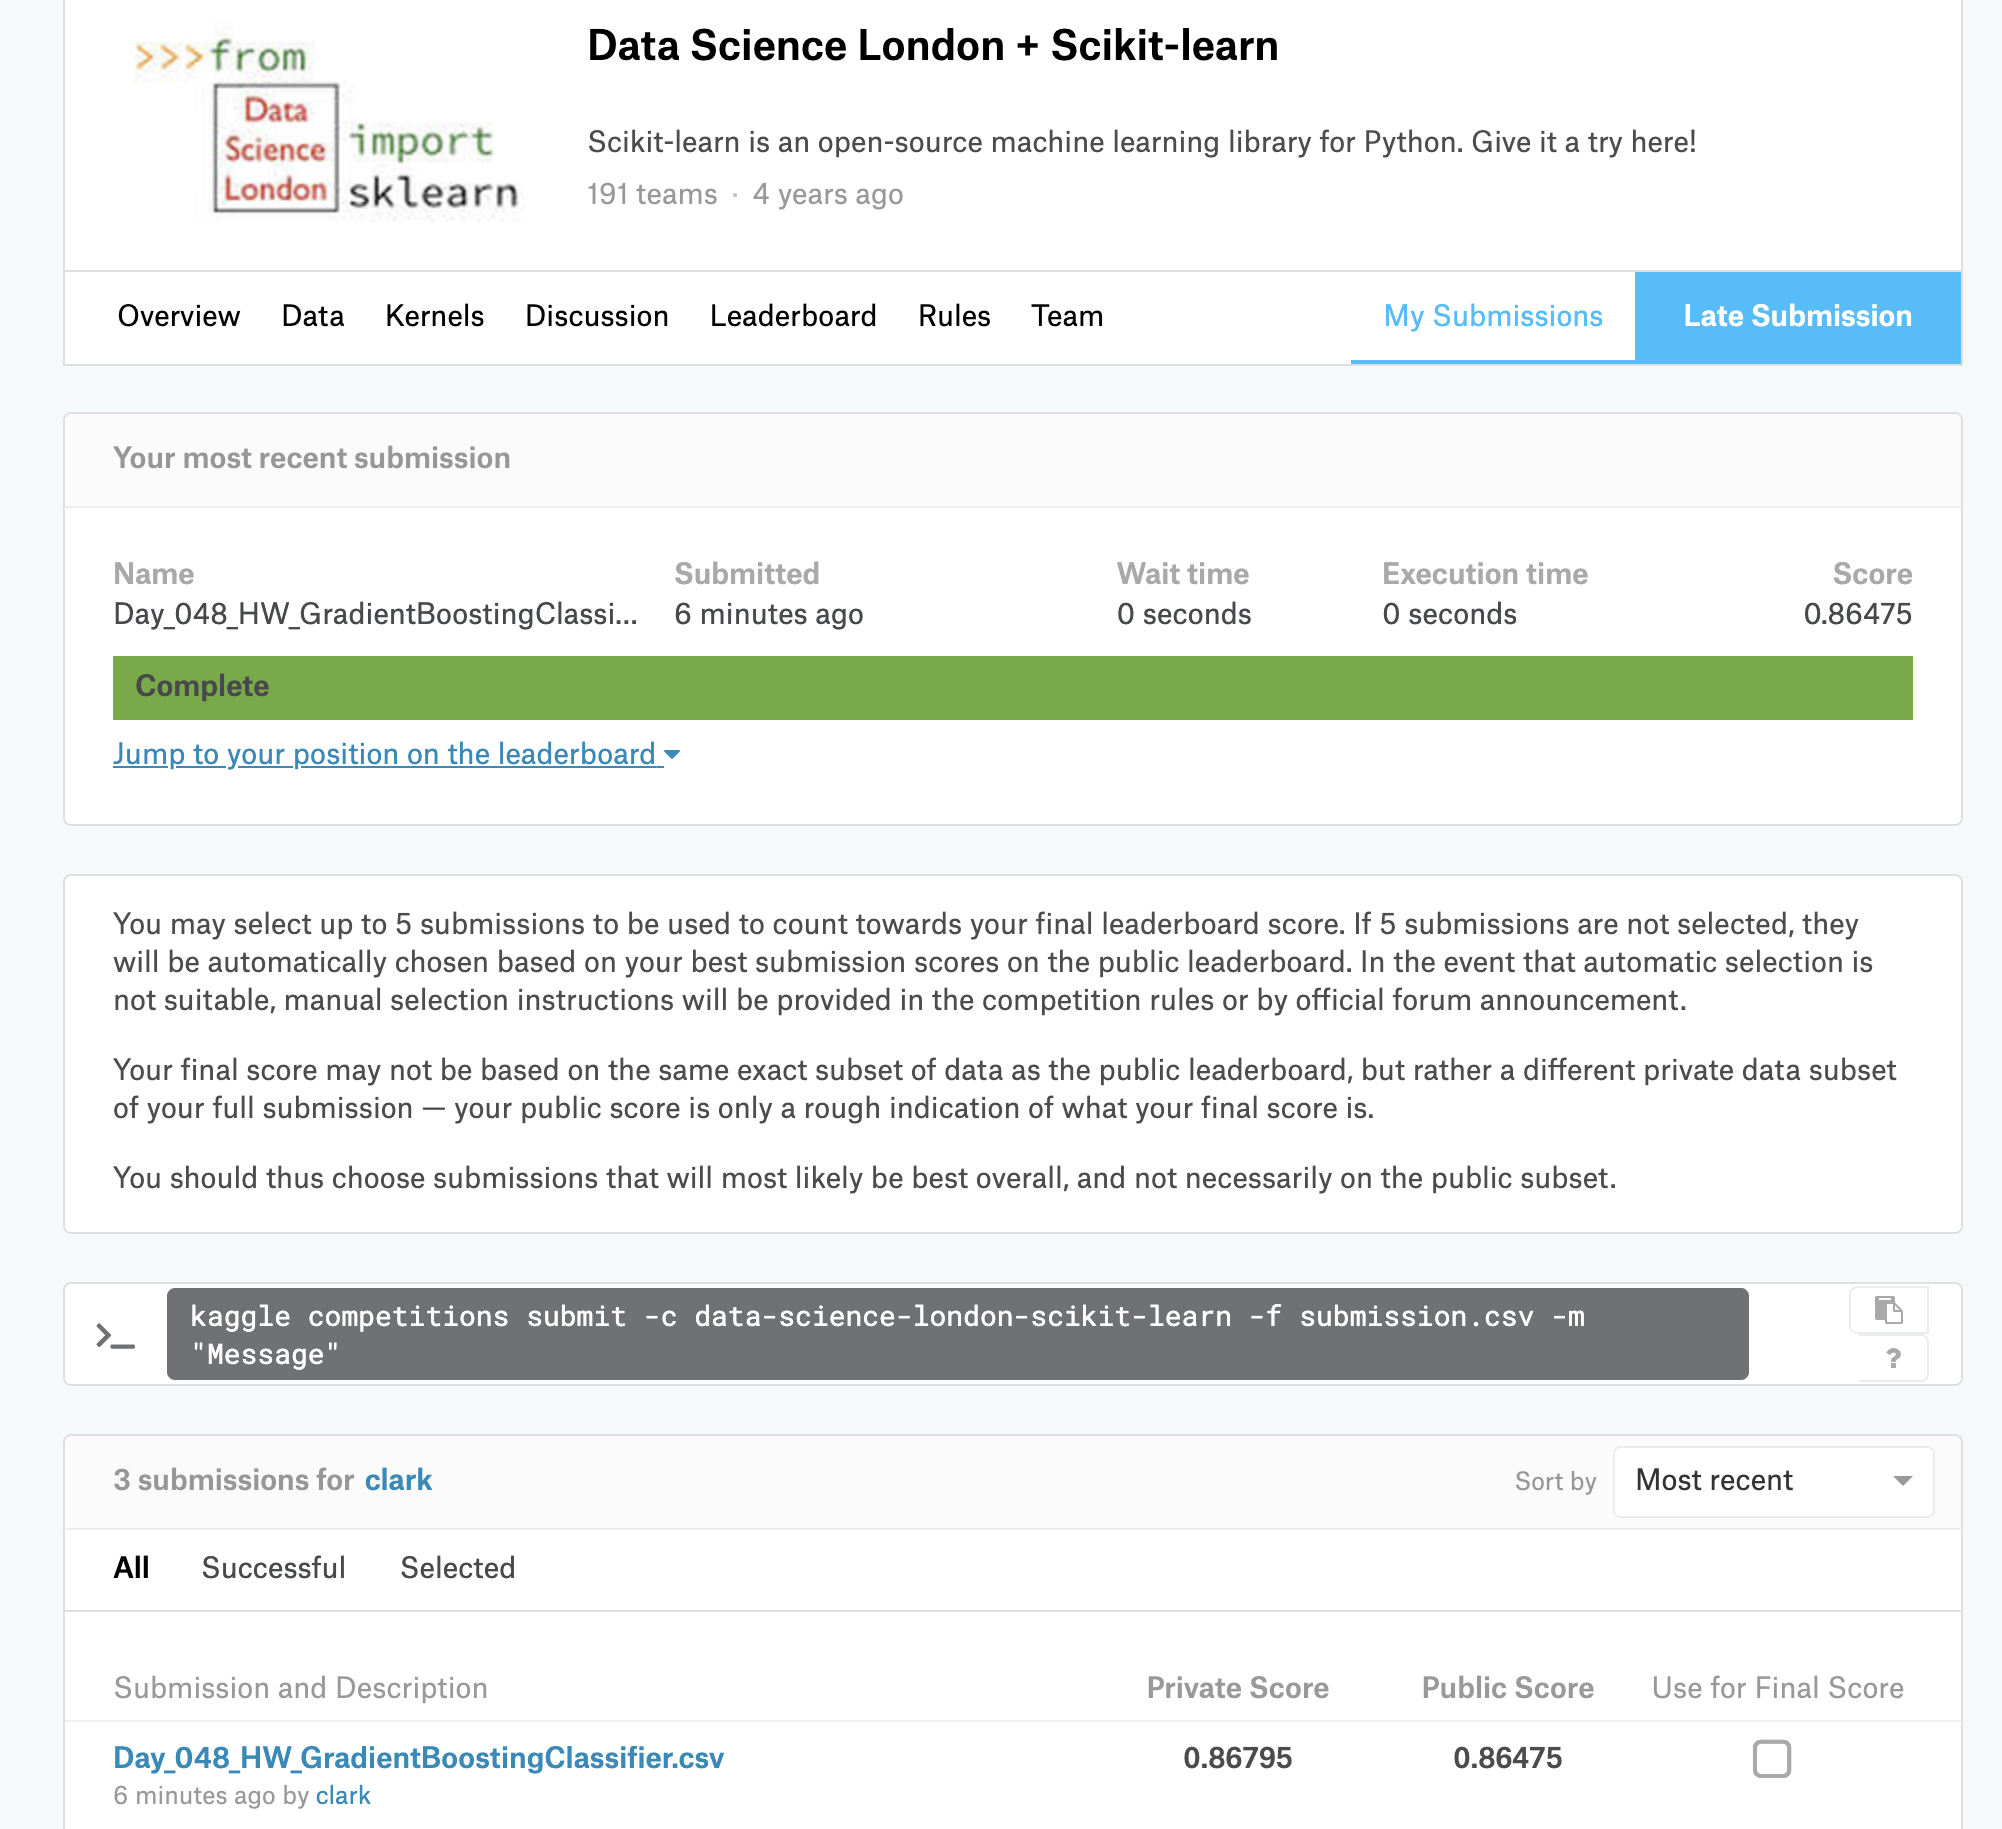 >>>from
Data
Science
London
import
sklearn
Data Science London + Scikit-learn
Scikit-learn is an open-source machine learning library for Python. Give it a try here!
191 teams · 4 years ago
Overview Data Kernels Discussion Leaderboard Rules Team My Submissions Late Submission
Your most recent submission
Name Submitted Wait time Execution time Score
Day_048_HW_GradientBoostingClassi... 6 minutes ago 0 seconds 0 seconds 0.86475
Complete
Jump to your position on the leaderboard
You may select up to 5 submissions to be used to count towards your final leaderboard score. If 5 submissions are not selected, they
will be automatically chosen based on your best submission scores on the public leaderboard. In the event that automatic selection is
not suitable, manual selection instructions will be provided in the competition rules or by official forum announcement.
Your final score may not be based on the same exact subset of data as the public leaderboard, but rather a different private data subset
of your full submission — your public score is only a rough indication of what your final score is.
You should thus choose submissions that will most likely be best overall, and not necessarily on the public subset.
>_ kaggle competitions submit -c data-science-london-scikit-learn -f submission.csv -m
"Message"
?
3 submissions for clark Sort by Most recent
All Successful Selected
Submission and Description Private Score Public Score Use for Final Score
Day_048_HW_GradientBoostingClassifier.csv 0.86795 0.86475
6 minutes ago by clark